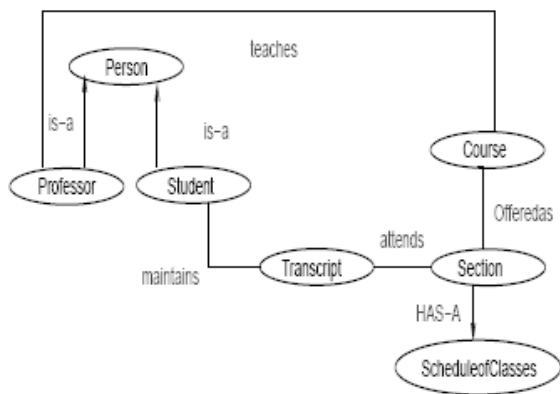 teaches
Person
is-a
is-a
Course
Professor
Student
Offeredas
attends
maintains
Transcript
Section
HAS-A
ScheduleofClasses